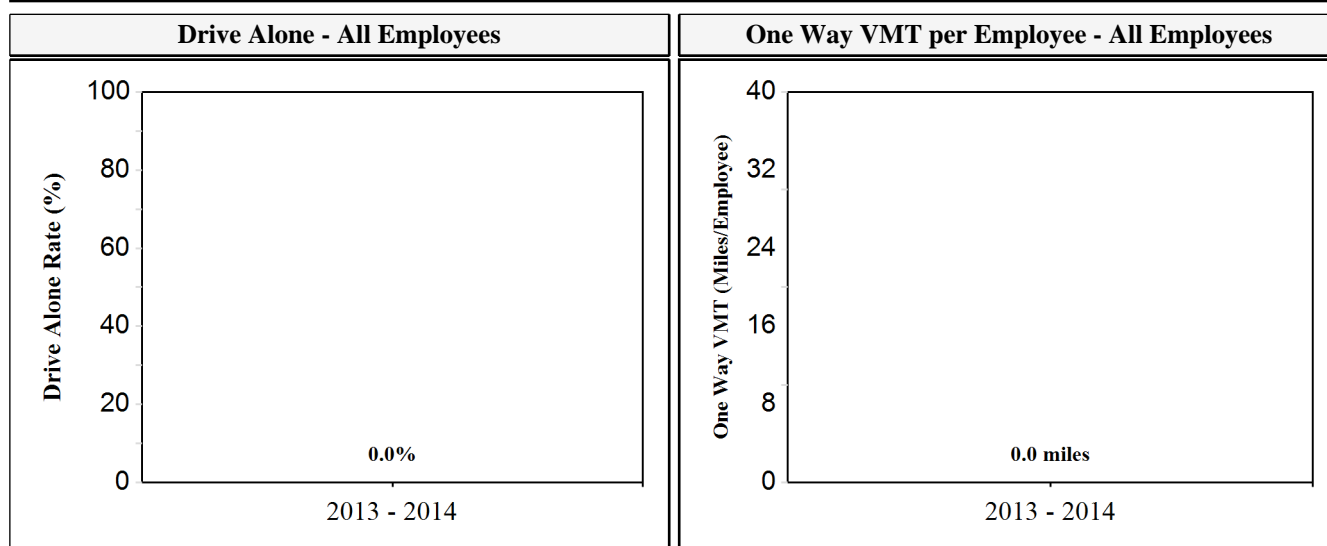 Drive Alone - All Employees
One Way VMT per Employee - All Employees
Drive Alone Rate (%)
100
80
60
40
20
0
0.0%
2013 - 2014
One Way VMT (Miles/Employee)
40
32
24
16
8
0
0.0 miles
2013 - 2014